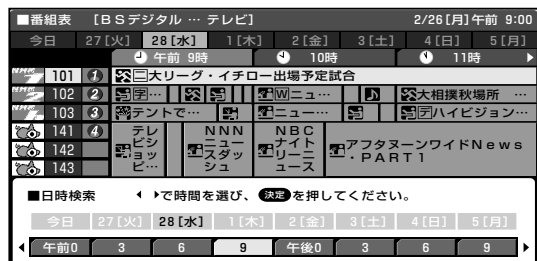 ■番組表 [BSデジタル … テレビ] 2/26[月]午前 9:00
今日 27[火] 28[水] 1[木] 2[金] 3[土] 4[日] 5[月]
午前 9時 10時 11時
101 1 二 大リーグ・イチロー出場予定試合
102 2 字… W ニュ… 大相撲秋場所 …
103 3 テントで… ニュー… 字 ハイビジョン…
141 4 テレビショッピ… NNNニュースダッシュ NBCナイトリーニュース アフタヌーンワイドNews・PART1
142
143
■日時検索 で時間を選び、決定を押してください。
今日 27[火] 28[水] 1[木] 2[金] 3[土] 4[日] 5[月]
午前0 3 6 9 午後0 3 6 9